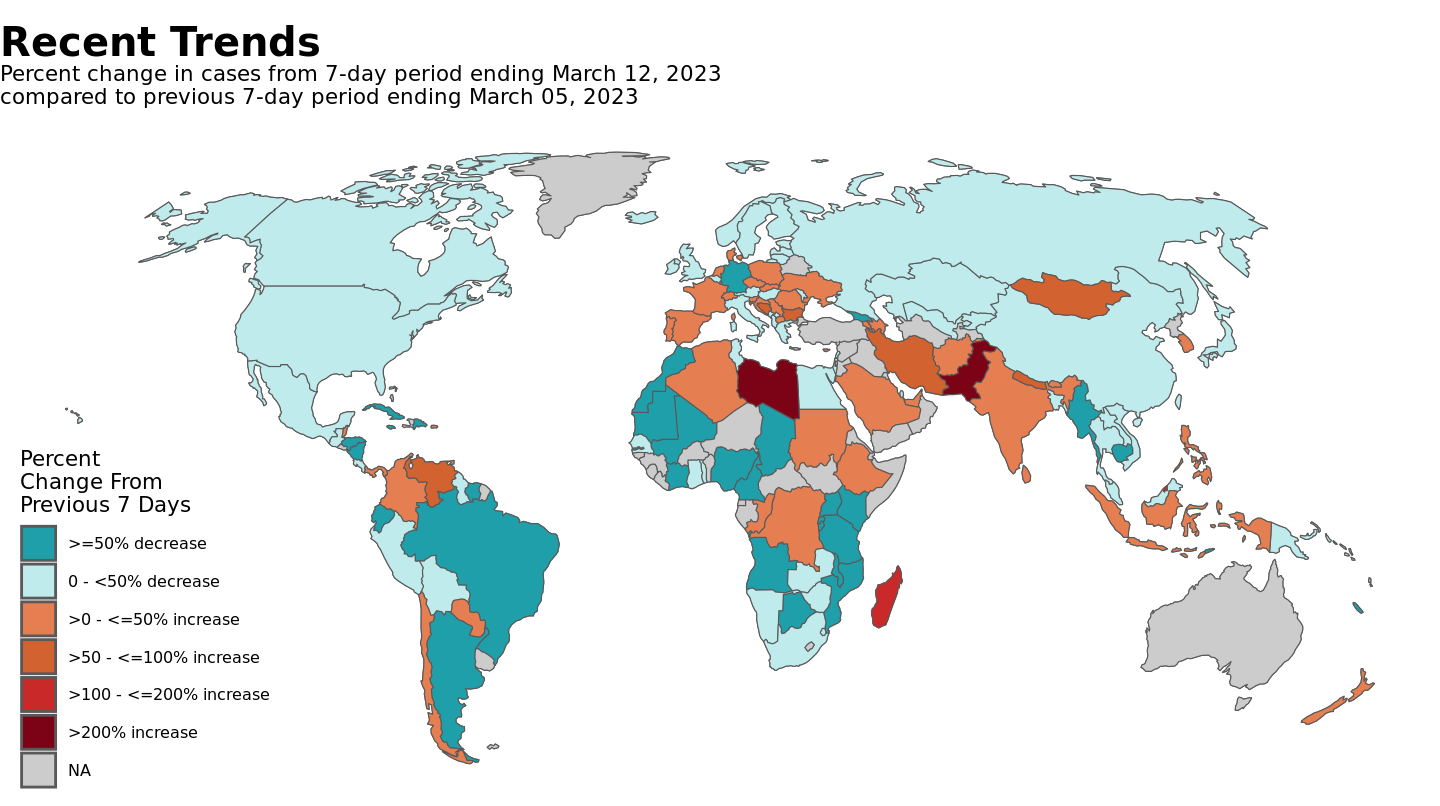 Recent Trends
Percent change in cases from 7-day period ending March 12, 2023
compared to previous 7-day period ending March 05, 2023
Percent
Change From
Previous 7 Days
>=50% decrease
0 - <50% decrease
>0 - <=50% increase
>50 - <=100% increase
>100 - <=200% increase
>200% increase
NA